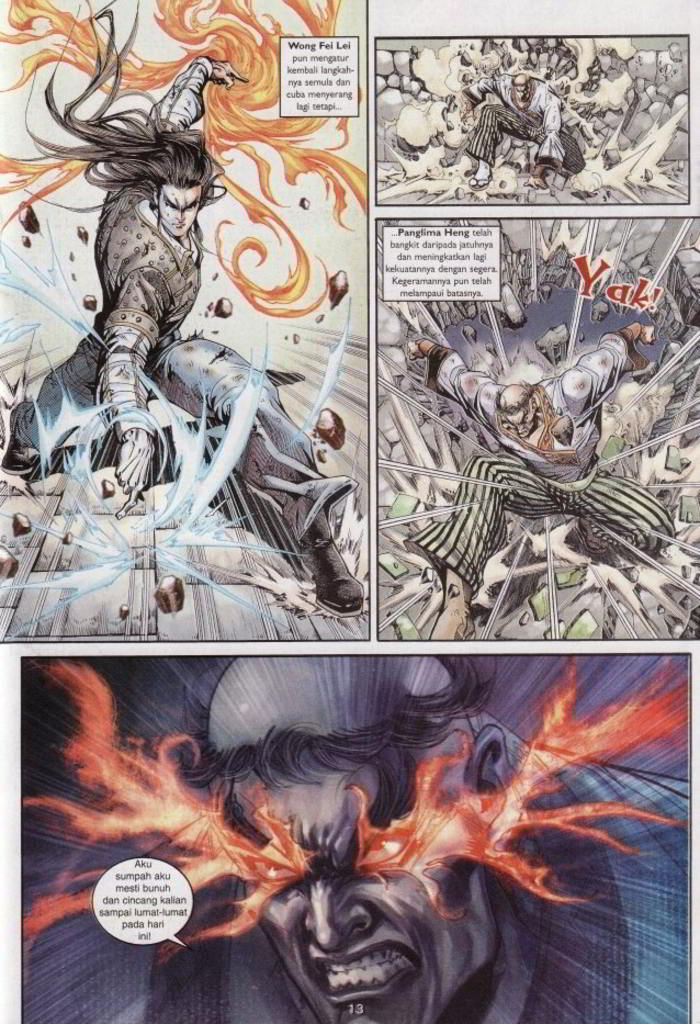 Wong Fei Lei
pun mengatur
kembali langkah-
nya semula dan
cuba menyerang
lagi tetapi...
...Panglima Heng telah
bangkit daripada jatuhnya
dan meningkatkan lagi
kekuatannya dengan segera.
Kegeramannya pun telah
melampaui batasnya.
Yak!
Aku
sumpah aku
mesti bunuh
dan cincang kalian
sampai lumat-lumat
pada hari
ini!
13